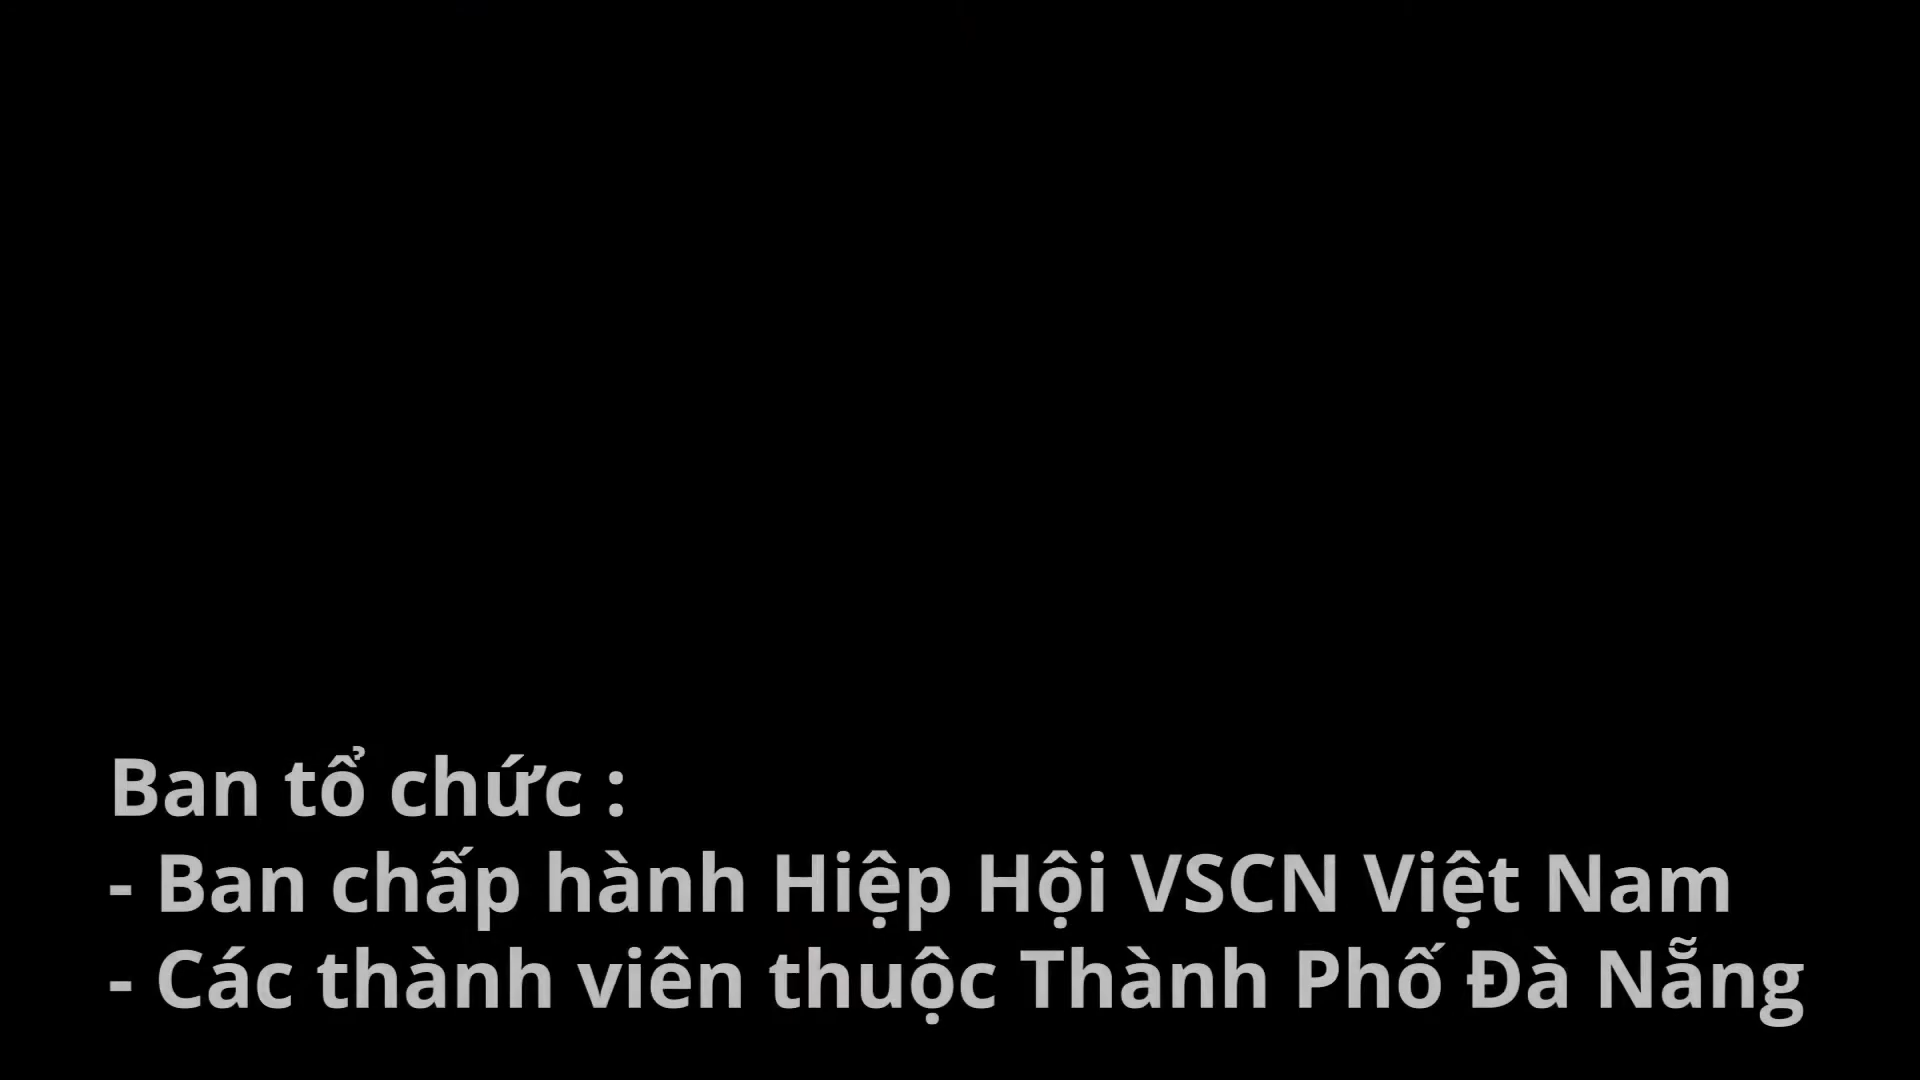 Ban tổ chức :
- Ban chấp hành Hiệp Hội VSCN Việt Nam
- Các thành viên thuộc Thành Phố Đà Nẵng